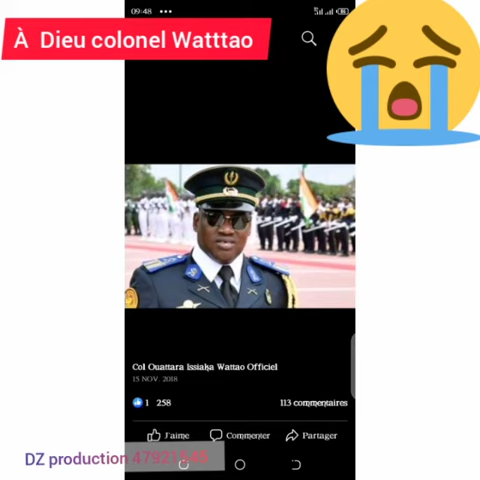 09:48
À Dieu colonel Watttao
Col Ouattara Issiaka Wattao Officiel
15 NOV. 2018
1 258
113 commentaires
J'aime
Commenter
Partager
DZ production